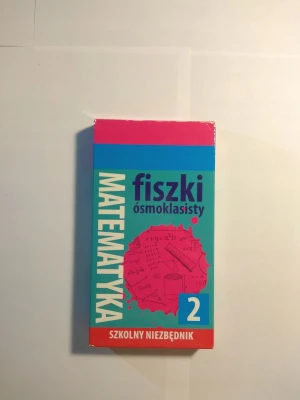 MATEMATYKA
fiszki
ósmoklasisty
2
SZKOLNY NIEZBĘDNIK